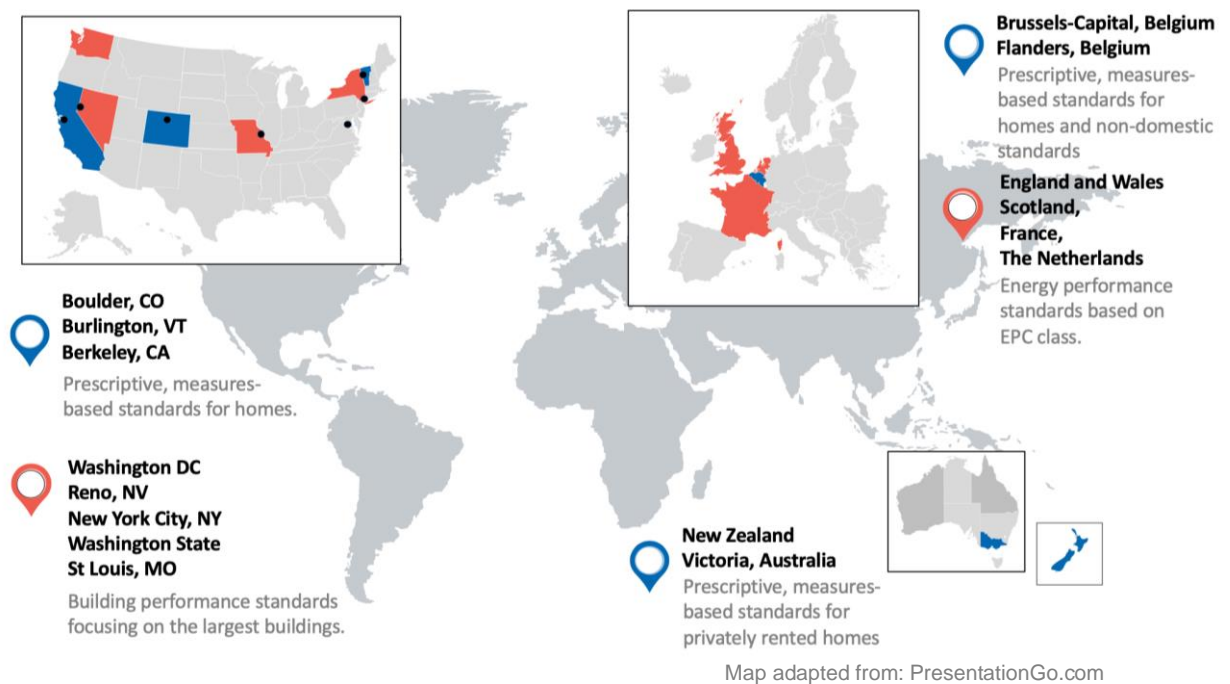 Boulder, CO
Burlington, VT
Berkeley, CA
Prescriptive, measures-
based standards for homes.
Washington DC
Reno, NV
New York City, NY
Washington State
St Louis, MO
Building performance standards
focusing on the largest buildings.
Brussels-Capital, Belgium
Flanders, Belgium
Prescriptive, measures-
based standards for
homes and non-domestic
standards
England and Wales
Scotland,
France,
The Netherlands
Energy performance
standards based on
EPC class.
New Zealand
Victoria, Australia
Prescriptive, measures-
based standards for
privately rented homes
Map adapted from: PresentationGo.com